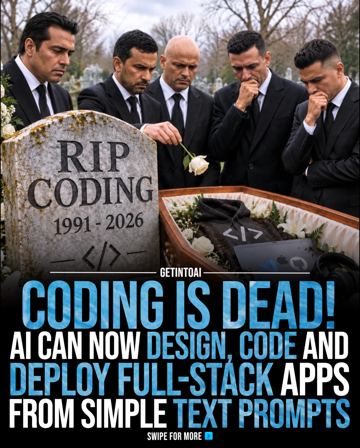 RIP
CODING
1991 - 2026
</>
</>
GETINTOAI
CODING IS DEAD!
AI CAN NOW DESIGN, CODE AND
DEPLOY FULL-STACK APPS
FROM SIMPLE TEXT PROMPTS
SWIPE FOR MORE